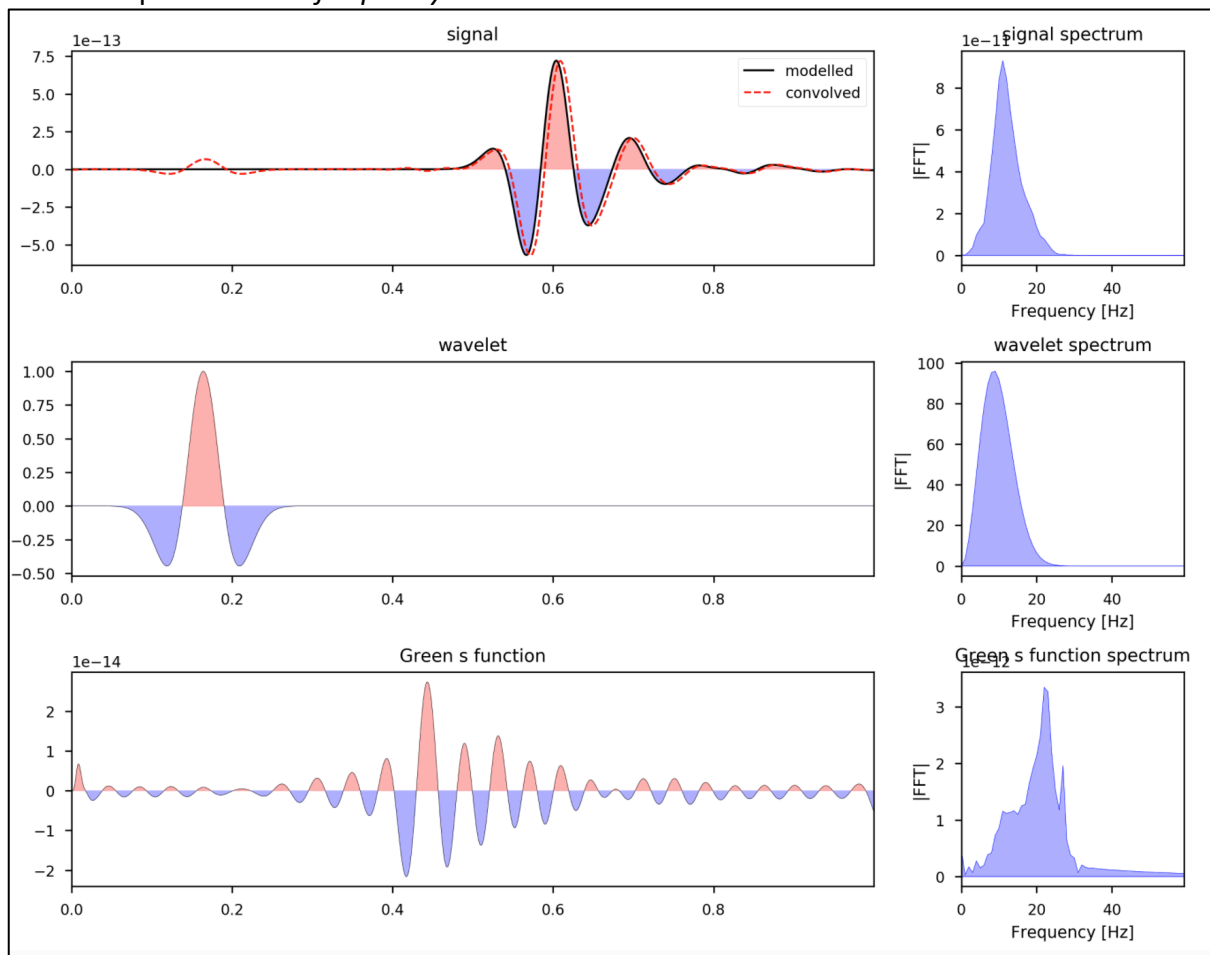 1e−13
signal
7.5
5.0
2.5
0.0
−2.5
−5.0
0.0 0.2 0.4 0.6 0.8
modelled
convolved
1e−11
signal spectrum
|FFT|
8
6
4
2
0
0 20 40
Frequency [Hz]
wavelet
1.00
0.75
0.50
0.25
0.00
−0.25
−0.50
0.0 0.2 0.4 0.6 0.8
wavelet spectrum
|FFT|
100
80
60
40
20
0
0 20 40
Frequency [Hz]
1e−14
Green s function
2
1
0
−1
−2
0.0 0.2 0.4 0.6 0.8
1e−12
Green s function spectrum
|FFT|
3
2
1
0
0 20 40
Frequency [Hz]